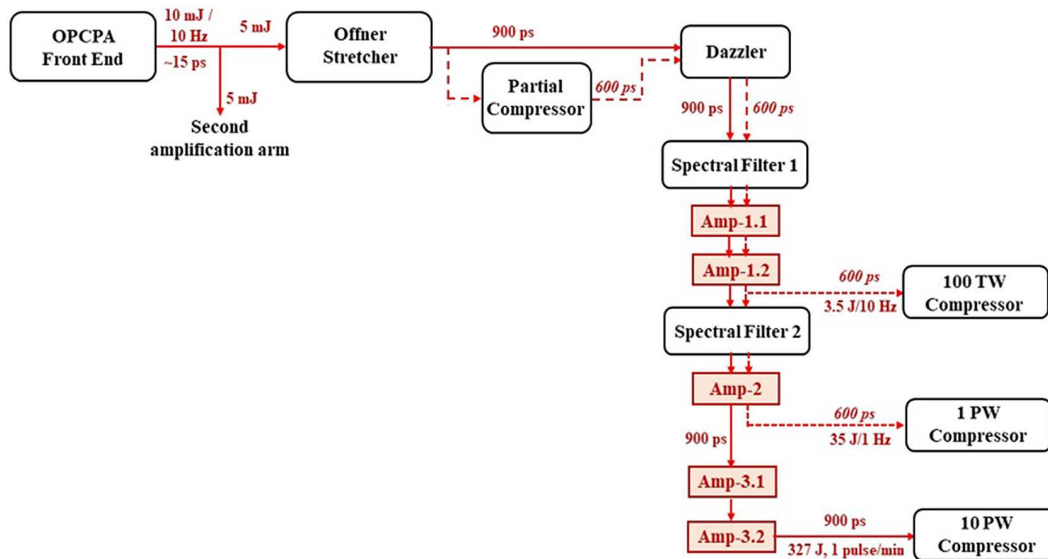 OPCPA
Front End
10 mJ /
10 Hz
~15 ps
5 mJ
5 mJ
Second
amplification arm
Offner
Stretcher
900 ps
Partial
Compressor
600 ps
Dazzler
900 ps
600 ps
Spectral Filter 1
Amp-1.1
Amp-1.2
600 ps
3.5 J/10 Hz
100 TW
Compressor
Spectral Filter 2
Amp-2
600 ps
35 J/1 Hz
1 PW
Compressor
900 ps
Amp-3.1
Amp-3.2
900 ps
327 J, 1 pulse/min
10 PW
Compressor